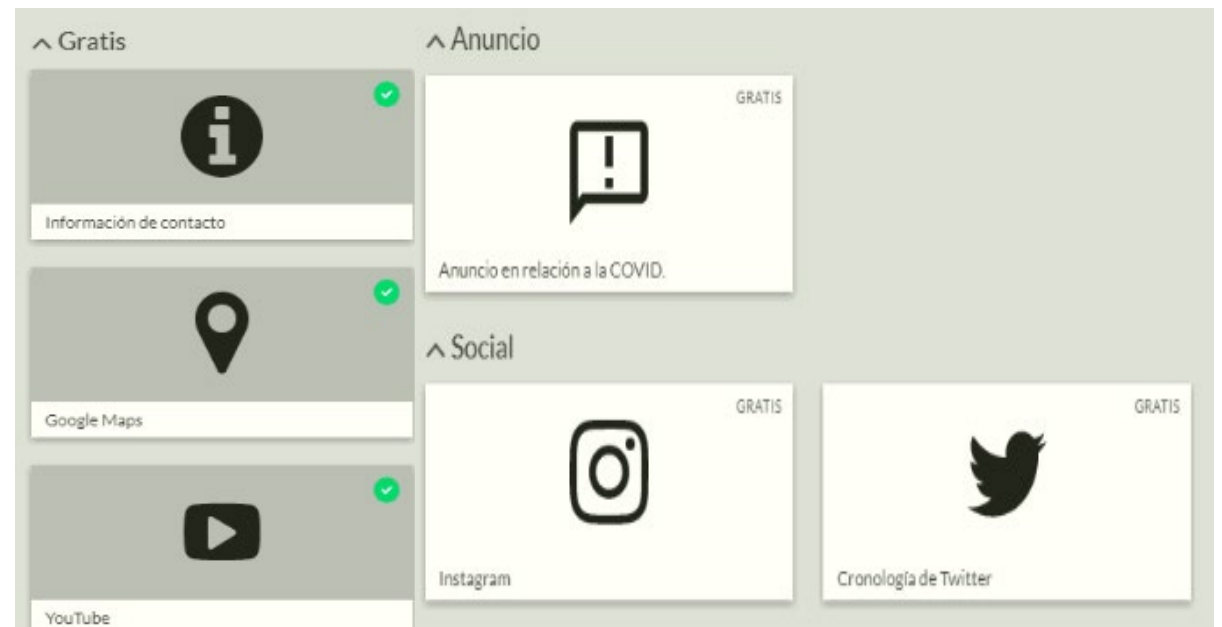 Gratis
Información de contacto
Google Maps
YouTube
Anuncio
GRATIS
Anuncio en relación a la COVID.
Social
GRATIS
Instagram
GRATIS
Cronología de Twitter